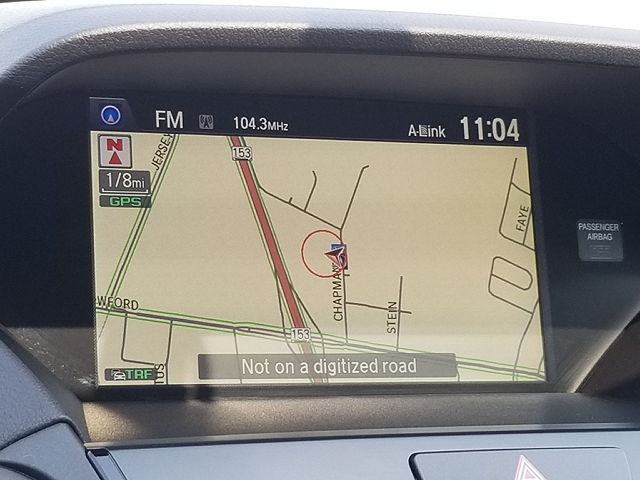 FM 104.3MHz A-Link 11:04
N
1/8mi
GPS
JERSEY
153
FAYE
PASSENGER
AIRBAG
CHAPMAN
STEIN
WFORD
153
TUS
TRF
Not on a digitized road